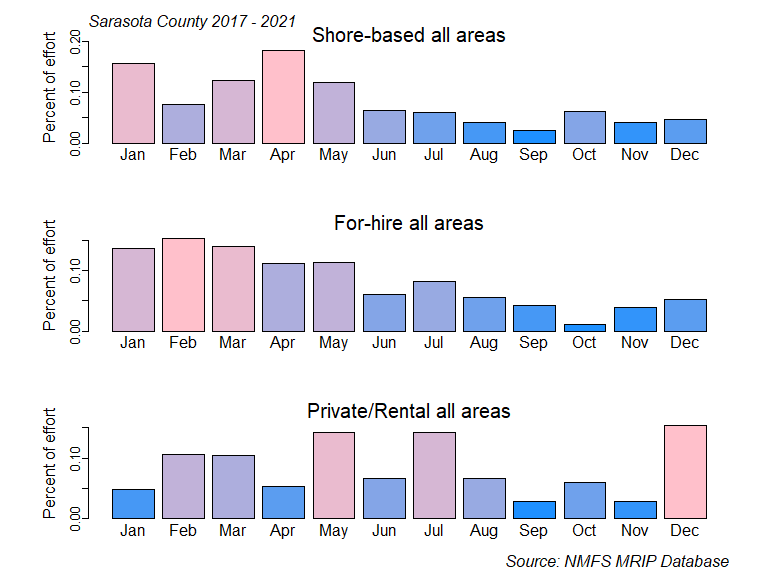 Sarasota County 2017 - 2021
Shore-based all areas
Percent of effort
0.00 0.10 0.20
Jan Feb Mar Apr May Jun Jul Aug Sep Oct Nov Dec
For-hire all areas
Percent of effort
0.00 0.10
Jan Feb Mar Apr May Jun Jul Aug Sep Oct Nov Dec
Private/Rental all areas
Percent of effort
0.00 0.10
Jan Feb Mar Apr May Jun Jul Aug Sep Oct Nov Dec
Source: NMFS MRIP Database